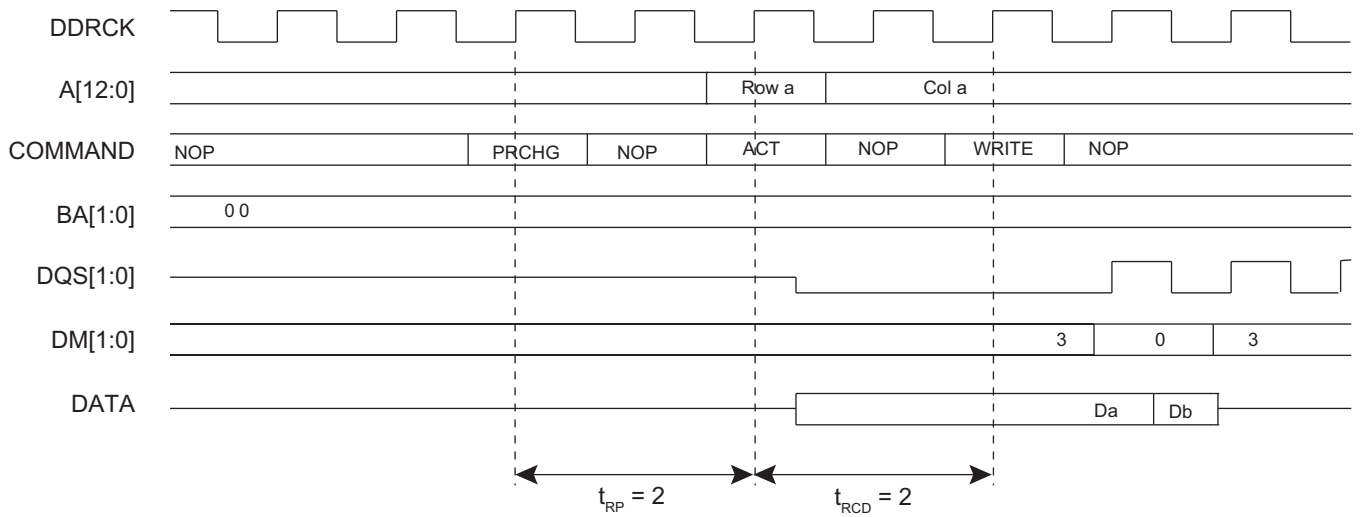 DDRCK
A[12:0] Row a Col a
COMMAND NOP PRCHG NOP ACT NOP WRITE NOP
BA[1:0] 0 0
DQS[1:0]
DM[1:0] 3 0 3
DATA Da Db
tRP = 2 tRCD = 2